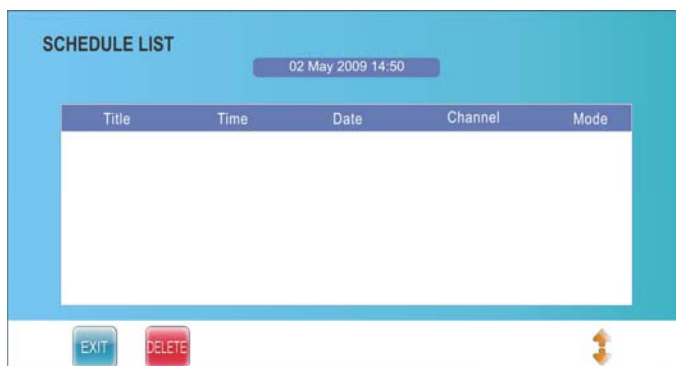 SCHEDULE LIST
02 May 2009 14:50
Title Time Date Channel Mode
EXIT DELETE